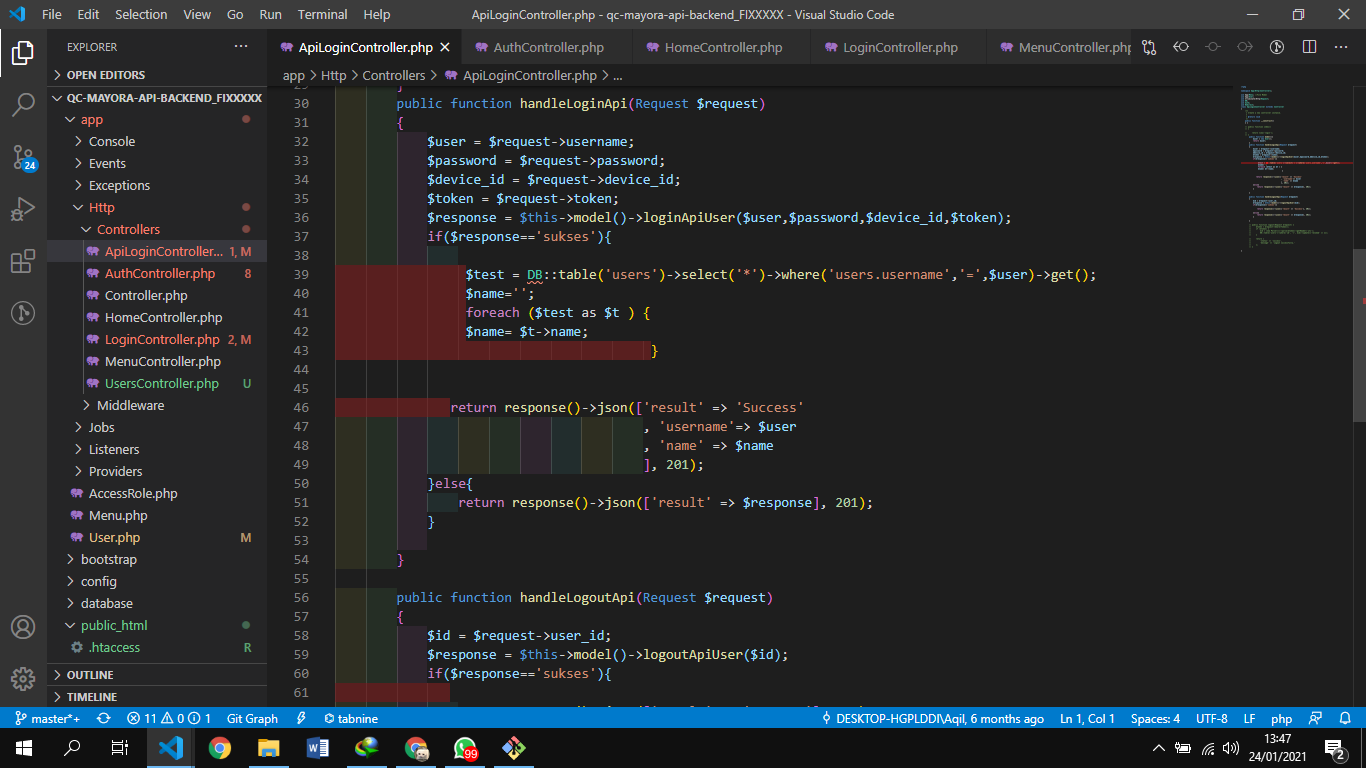 File Edit Selection View Go Run Terminal Help
ApiLoginController.php - qc-mayora-api-backend_FIXXXXX - Visual Studio Code
EXPLORER
OPEN EDITORS
QC-MAYORA-API-BACKEND_FIXXXXX
app
Console
Events
Exceptions
Http
Controllers
ApiLoginController... 1, M
AuthController.php 8
Controller.php
HomeController.php
LoginController.php 2, M
MenuController.php
UsersController.php U
Middleware
Jobs
Listeners
Providers
AccessRole.php
Menu.php
User.php M
bootstrap
config
database
public_html
.htaccess R
OUTLINE
TIMELINE
24
ApiLoginController.php AuthController.php HomeController.php LoginController.php MenuController.php
app > Http > Controllers > ApiLoginController.php > ...
30 public function handleLoginApi(Request $request)
31 {
32 $user = $request->username;
33 $password = $request->password;
34 $device_id = $request->device_id;
35 $token = $request->token;
36 $response = $this->model()->loginApiUser($user,$password,$device_id,$token);
37 if($response=='sukses'){
38
39 $test = DB::table('users')->select('*')->where('users.username','=',$user)->get();
40 $name='';
41 foreach ($test as $t ) {
42 $name= $t->name;
43 }
44
45
46 return response()->json(['result' => 'Success'
47 , 'username'=> $user
48 , 'name' => $name
49 ], 201);
50 }else{
51 return response()->json(['result' => $response], 201);
52 }
53
54 }
55
56 public function handleLogoutApi(Request $request)
57 {
58 $id = $request->user_id;
59 $response = $this->model()->logoutApiUser($id);
60 if($response=='sukses'){
61
master*+ 11 0 1 Git Graph tabnine DESKTOP-HGPLDDI\Aqil, 6 months ago Ln 1, Col 1 Spaces: 4 UTF-8 LF php
99
13:47
24/01/2021
2